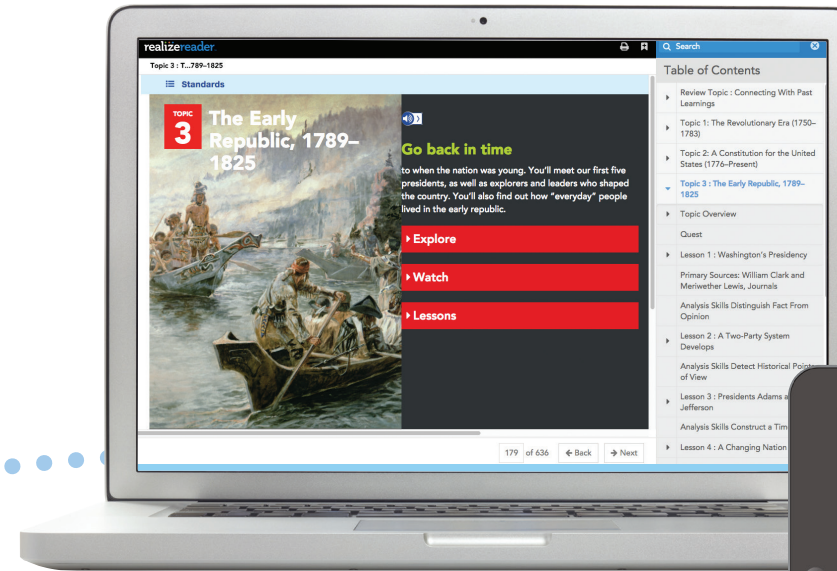 realizereader.
Topic 3 : T...789–1825
Standards
TOPIC
3
The Early
Republic, 1789–
1825
Go back in time
to when the nation was young. You'll meet our first five
presidents, as well as explorers and leaders who shaped
the country. You'll also find out how "everyday" people
lived in the early republic.
Explore
Watch
Lessons
179 of 636
Back
Next
Search
Table of Contents
Review Topic : Connecting With Past
Learnings
Topic 1: The Revolutionary Era (1750–
1783)
Topic 2: A Constitution for the United
States (1776–Present)
Topic 3 : The Early Republic, 1789–
1825
Topic Overview
Quest
Lesson 1 : Washington's Presidency
Primary Sources: William Clark and
Meriwether Lewis, Journals
Analysis Skills Distinguish Fact From
Opinion
Lesson 2 : A Two-Party System
Develops
Analysis Skills Detect Historical Points
of View
Lesson 3 : Presidents Adams
Jefferson
Analysis Skills Construct a
Lesson 4 : A Changing Nation